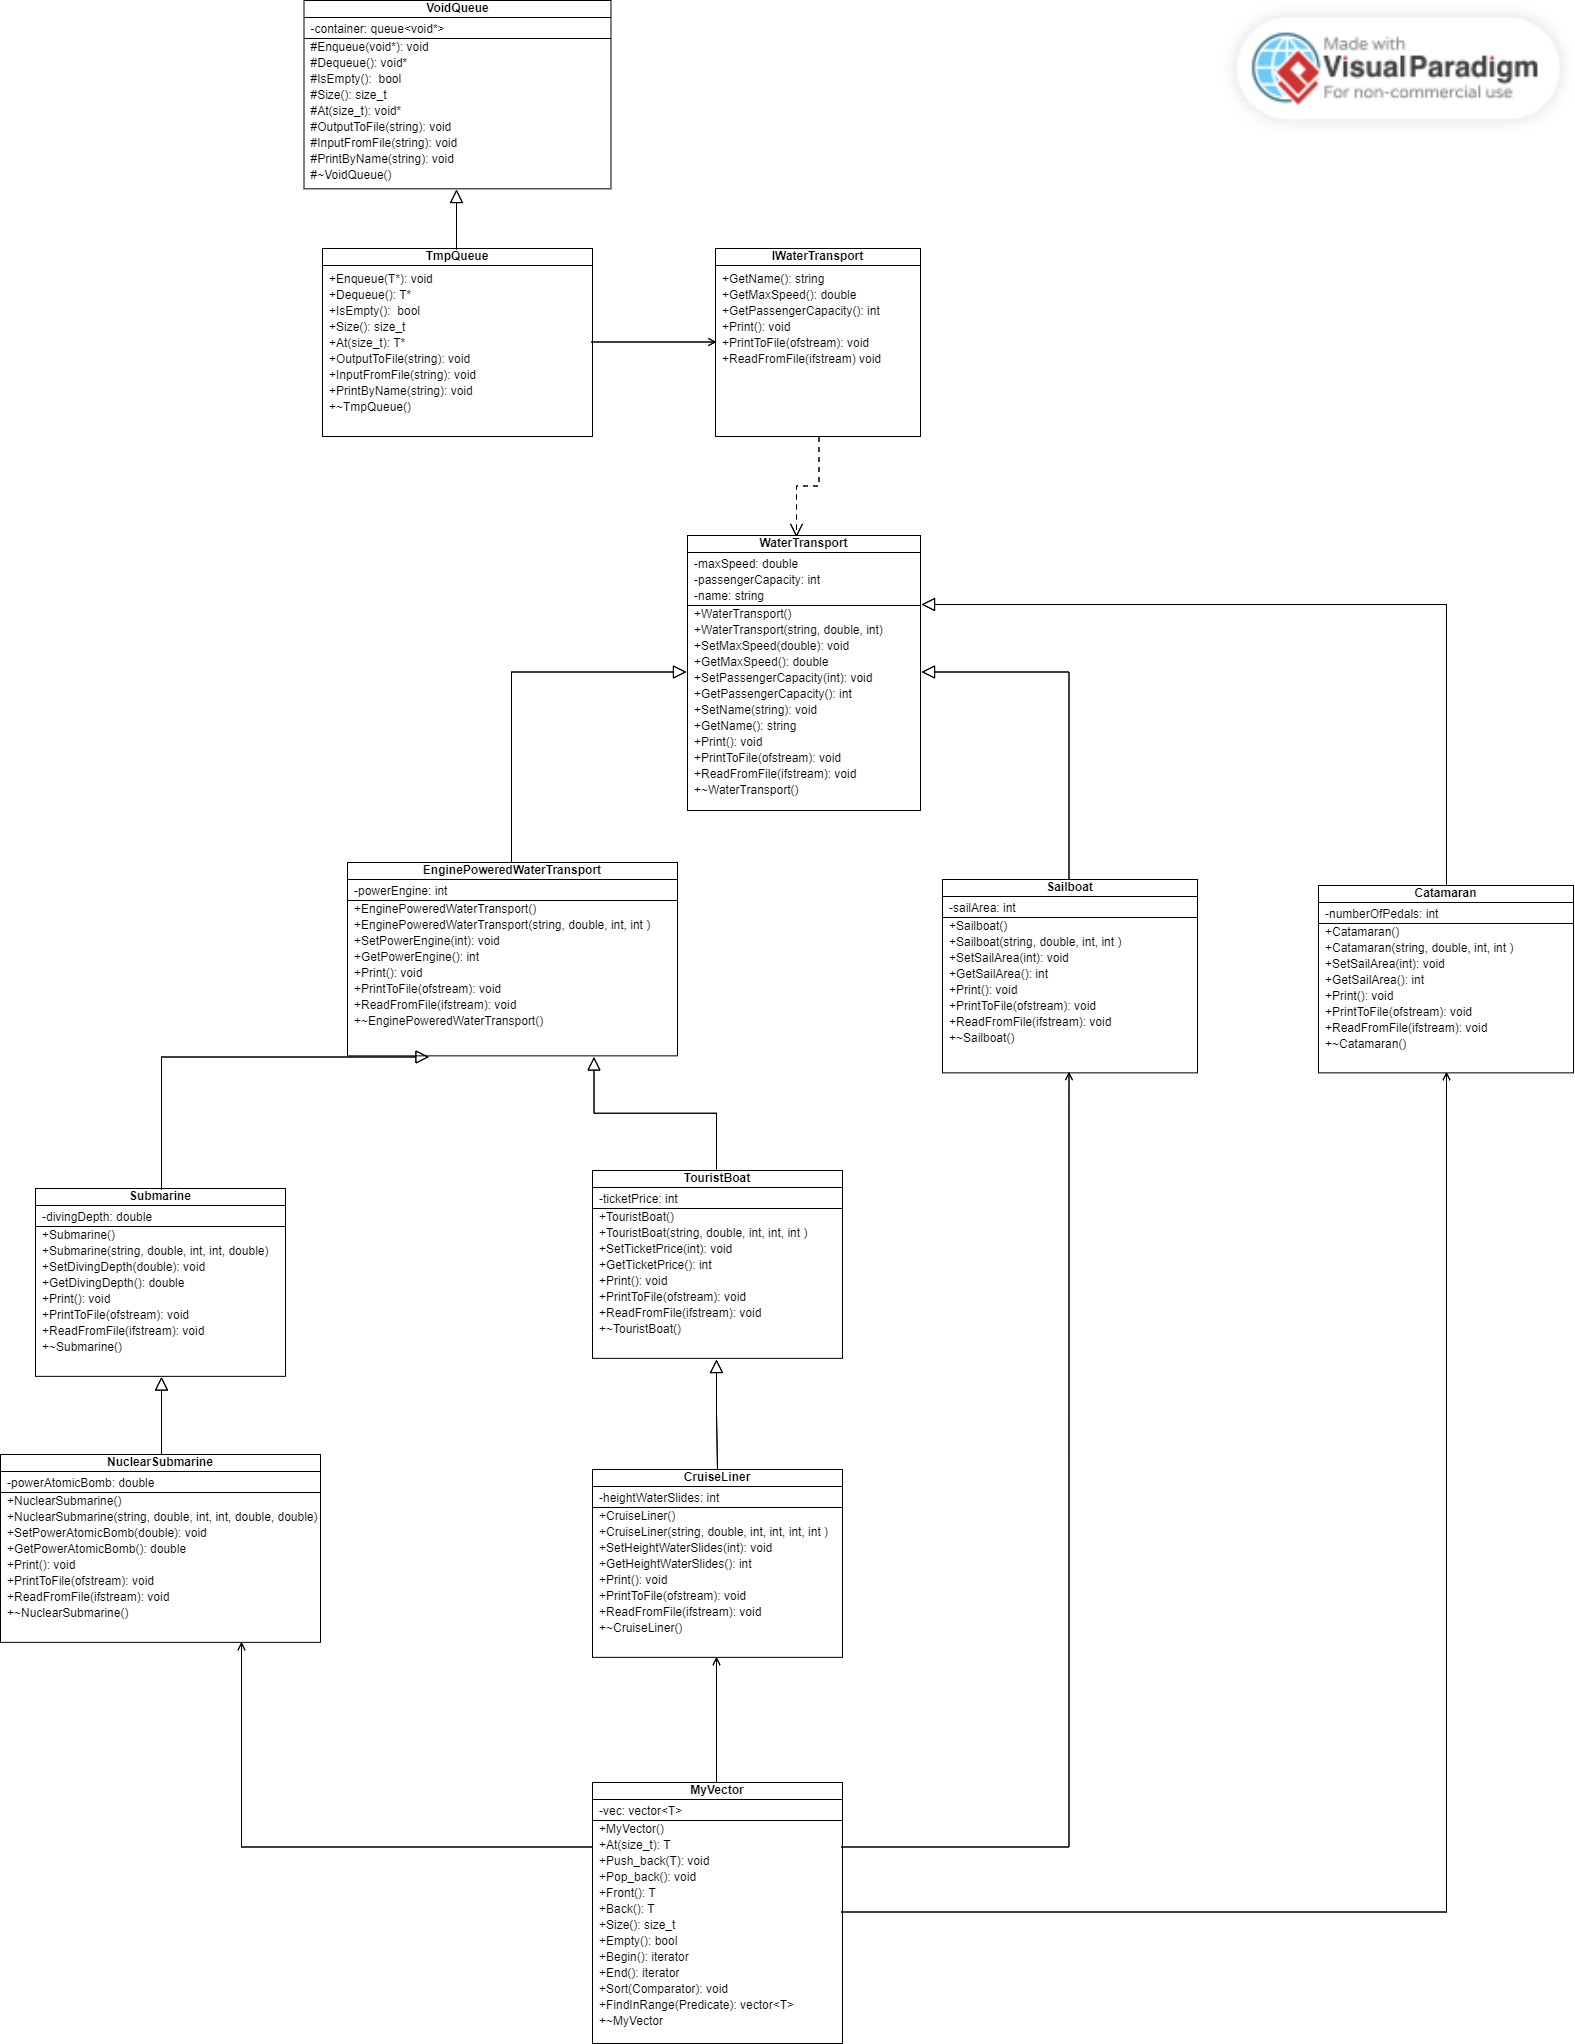 VoidQueue
-container: queue<void*>
#Enqueue(void*): void
#Dequeue(): void*
#IsEmpty():  bool
#Size(): size_t
#At(size_t): void*
#OutputToFile(string): void
#InputFromFile(string): void
#PrintByName(string): void
#~VoidQueue()
Made with
Visual Paradigm
For non-commercial use
TmpQueue
+Enqueue(T*): void
+Dequeue(): T*
+IsEmpty():  bool
+Size(): size_t
+At(size_t): T*
+OutputToFile(string): void
+InputFromFile(string): void
+PrintByName(string): void
+~TmpQueue()
IWaterTransport
+GetName(): string
+GetMaxSpeed(): double
+GetPassengerCapacity(): int
+Print(): void
+PrintToFile(ofstream): void
+ReadFromFile(ifstream) void
WaterTransport
-maxSpeed: double
-passengerCapacity: int
-name: string
+WaterTransport()
+WaterTransport(string, double, int)
+SetMaxSpeed(double): void
+GetMaxSpeed(): double
+SetPassengerCapacity(int): void
+GetPassengerCapacity(): int
+SetName(string): void
+GetName(): string
+Print(): void
+PrintToFile(ofstream): void
+ReadFromFile(ifstream): void
+~WaterTransport()
EnginePoweredWaterTransport
-powerEngine: int
+EnginePoweredWaterTransport()
+EnginePoweredWaterTransport(string, double, int, int )
+SetPowerEngine(int): void
+GetPowerEngine(): int
+Print(): void
+PrintToFile(ofstream): void
+ReadFromFile(ifstream): void
+~EnginePoweredWaterTransport()
Sailboat
-sailArea: int
+Sailboat()
+Sailboat(string, double, int, int )
+SetSailArea(int): void
+GetSailArea(): int
+Print(): void
+PrintToFile(ofstream): void
+ReadFromFile(ifstream): void
+~Sailboat()
Catamaran
-numberOfPedals: int
+Catamaran()
+Catamaran(string, double, int, int )
+SetSailArea(int): void
+GetSailArea(): int
+Print(): void
+PrintToFile(ofstream): void
+ReadFromFile(ifstream): void
+~Catamaran()
Submarine
-divingDepth: double
+Submarine()
+Submarine(string, double, int, int, double)
+SetDivingDepth(double): void
+GetDivingDepth(): double
+Print(): void
+PrintToFile(ofstream): void
+ReadFromFile(ifstream): void
+~Submarine()
TouristBoat
-ticketPrice: int
+TouristBoat()
+TouristBoat(string, double, int, int, int )
+SetTicketPrice(int): void
+GetTicketPrice(): int
+Print(): void
+PrintToFile(ofstream): void
+ReadFromFile(ifstream): void
+~TouristBoat()
NuclearSubmarine
-powerAtomicBomb: double
+NuclearSubmarine()
+NuclearSubmarine(string, double, int, int, double, double)
+SetPowerAtomicBomb(double): void
+GetPowerAtomicBomb(): double
+Print(): void
+PrintToFile(ofstream): void
+ReadFromFile(ifstream): void
+~NuclearSubmarine()
CruiseLiner
-heightWaterSlides: int
+CruiseLiner()
+CruiseLiner(string, double, int, int, int, int )
+SetHeightWaterSlides(int): void
+GetHeightWaterSlides(): int
+Print(): void
+PrintToFile(ofstream): void
+ReadFromFile(ifstream): void
+~CruiseLiner()
MyVector
-vec: vector<T>
+MyVector()
+At(size_t): T
+Push_back(T): void
+Pop_back(): void
+Front(): T
+Back(): T
+Size(): size_t
+Empty(): bool
+Begin(): iterator
+End(): iterator
+Sort(Comparator): void
+FindInRange(Predicate): vector<T>
+~MyVector